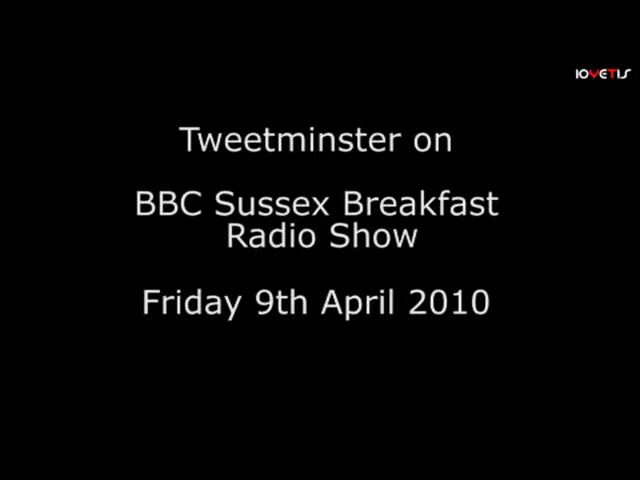 Tweetminster on
BBC Sussex Breakfast
Radio Show
Friday 9th April 2010